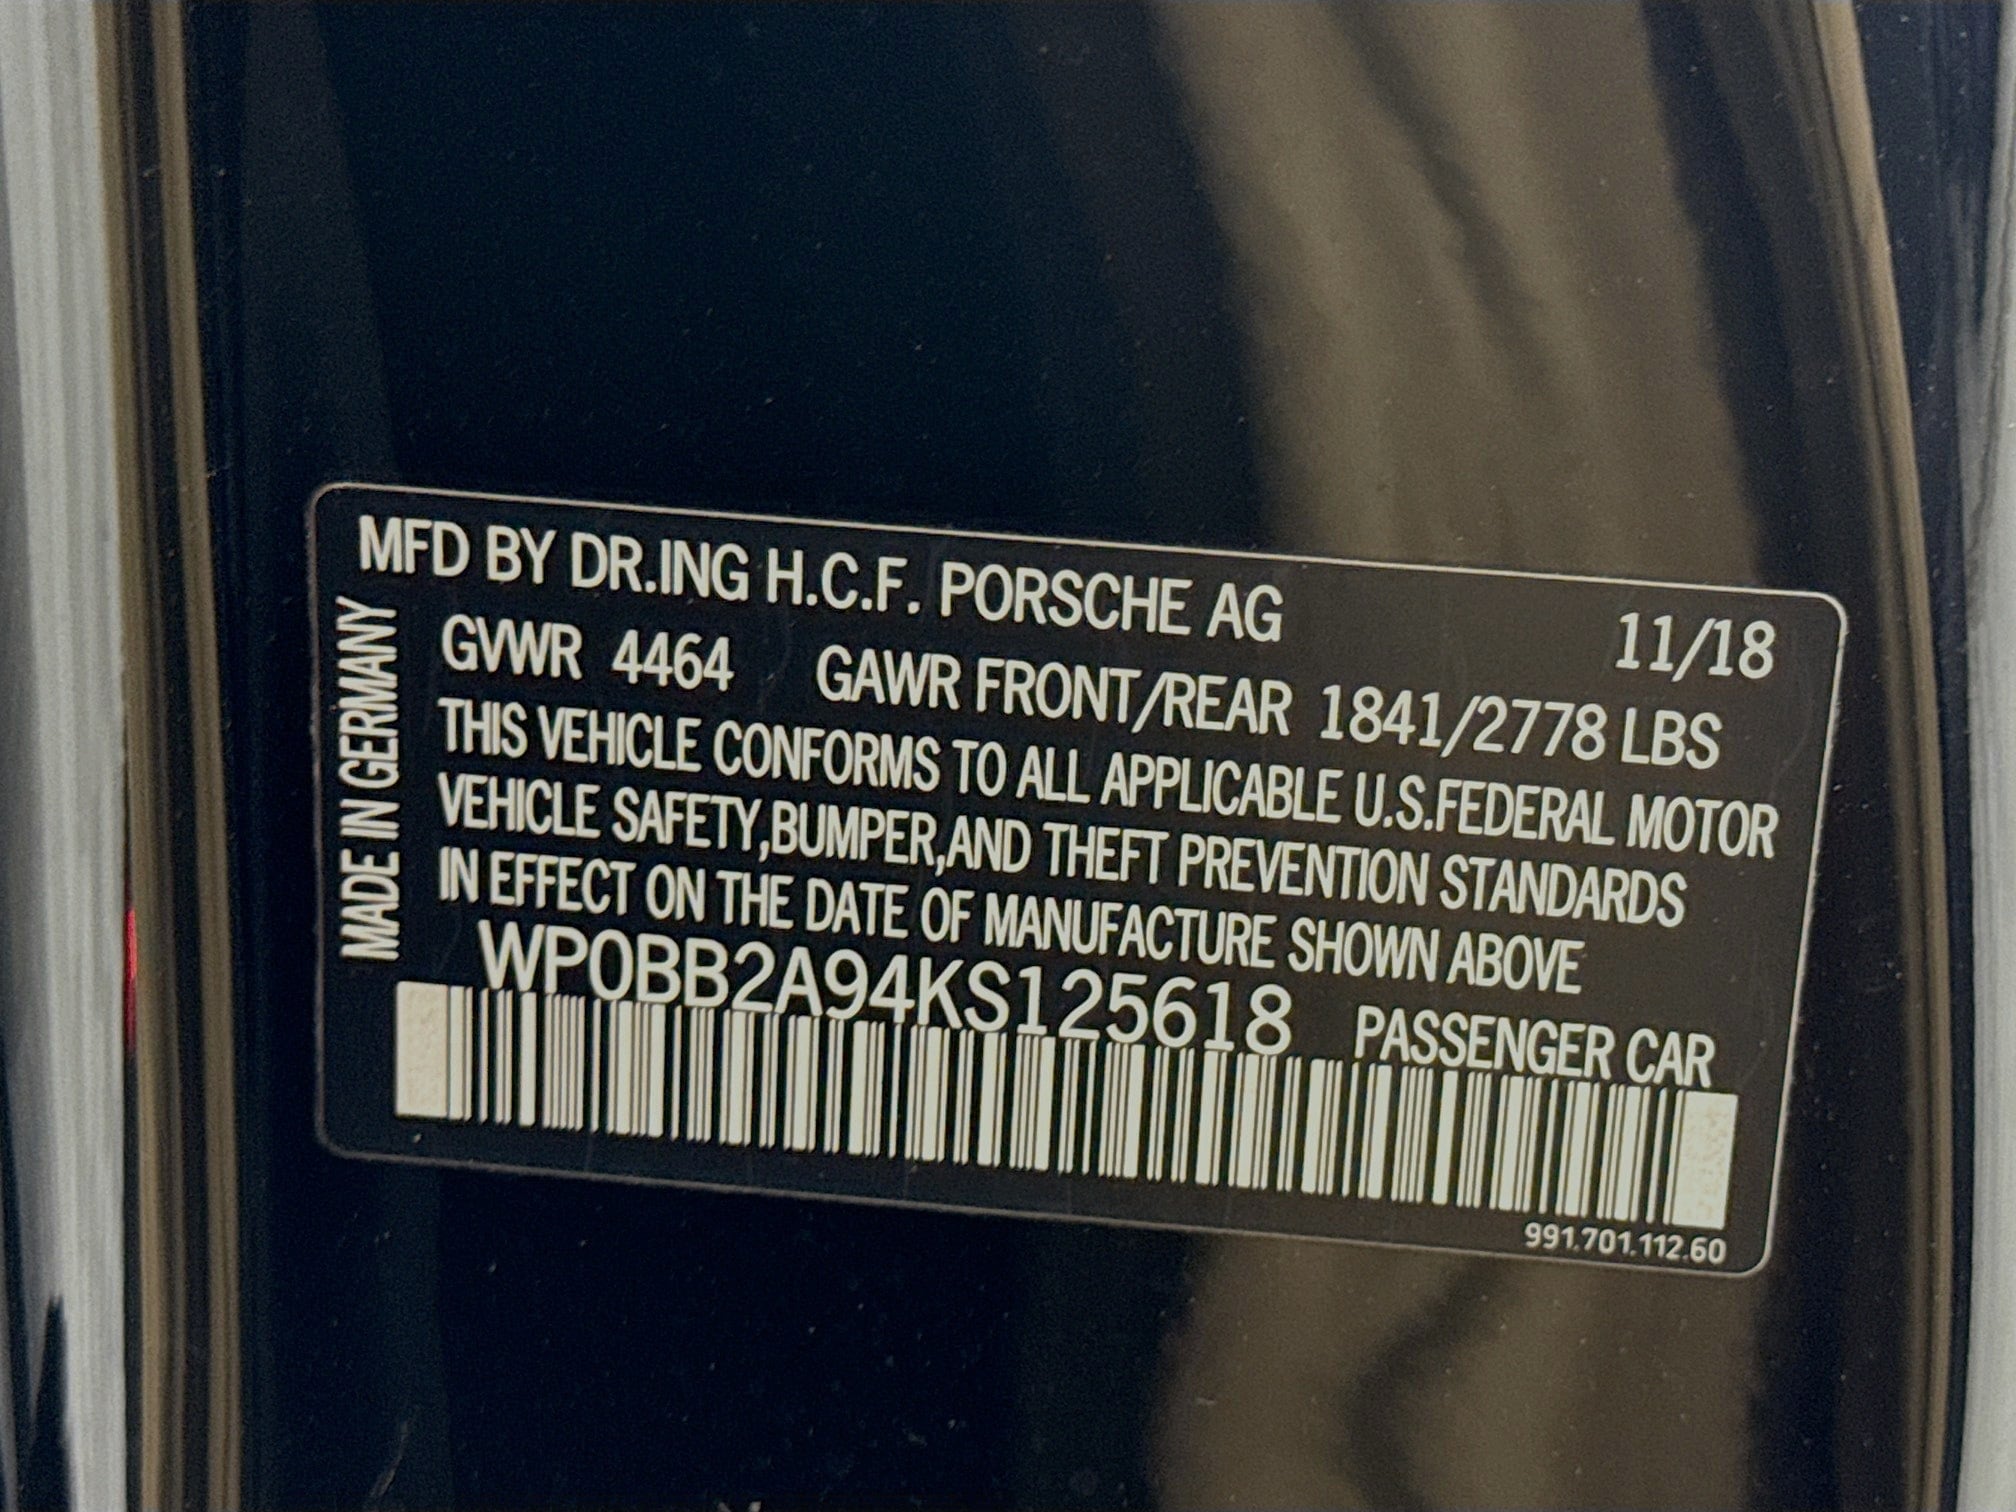 MFD BY DR.ING H.C.F. PORSCHE AG 11/18
MADE IN GERMANY
GVWR 4464 GAWR FRONT/REAR 1841/2778 LBS
THIS VEHICLE CONFORMS TO ALL APPLICABLE U.S.FEDERAL MOTOR
VEHICLE SAFETY,BUMPER,AND THEFT PREVENTION STANDARDS
IN EFFECT ON THE DATE OF MANUFACTURE SHOWN ABOVE
WP0BB2A94KS125618 PASSENGER CAR
991.701.112.60